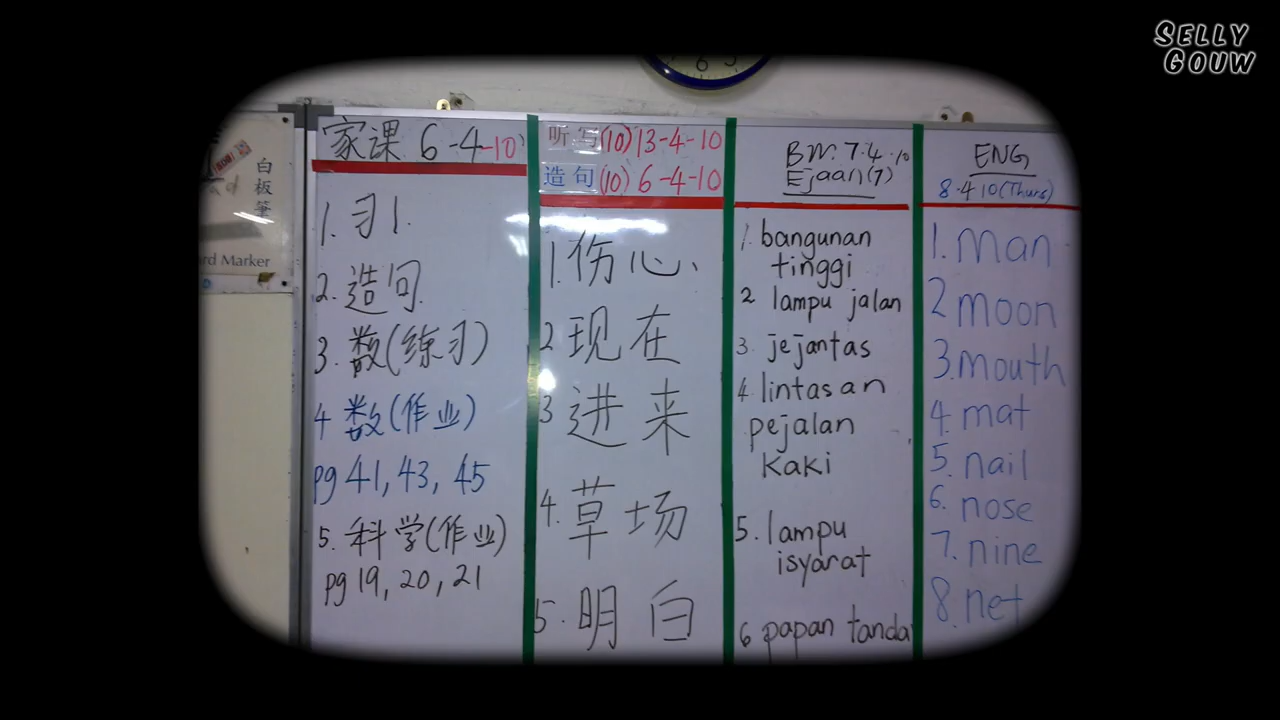 SELLY
GOUW
白板筆
rd Marker
家课 6-4-10
1. 习1.
2. 造句
3. 数(练习)
4 数(作业)
pg 41, 43, 45
5. 科学(作业)
pg 19, 20, 21
听写(10) 13-4-10
造句(10) 6-4-10
1. 伤心
2 现在
3 进来
4. 草场
5. 明白
BM. 7.4.10
Ejaan(7)
1. bangunan
tinggi
2 lampu jalan
3. jejantas
4 lintasan
pejalan
kaki
5. lampu
isyarat
6 papan tanda
ENG
8.4 10 (Thurs)
1. man
2 moon
3. mouth
4. mat
5. nail
6. nose
7. nine
8. net